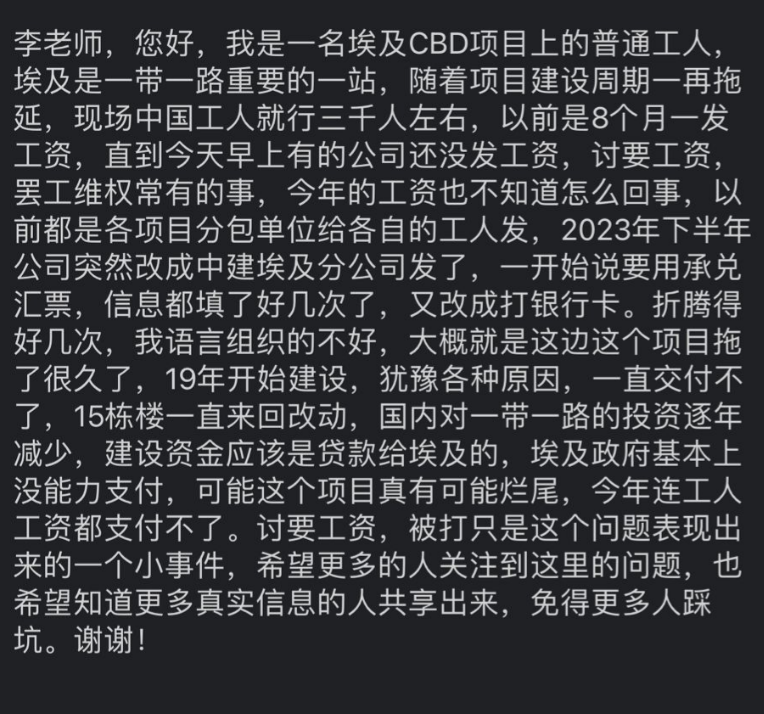 李老师，您好，我是一名埃及CBD项目上的普通工人，
埃及是一带一路重要的一站，随着项目建设周期一再拖
延，现场中国工人就行三千人左右，以前是8个月一发
工资，直到今天早上有的公司还没发工资，讨要工资，
罢工维权常有的事，今年的工资也不知道怎么回事，以
前都是各项目分包单位给各自的工人发，2023年下半年
公司突然改成中建埃及分公司发了，一开始说要用承兑
汇票，信息都填了好几次了，又改成打银行卡。折腾得
好几次，我语言组织的不好，大概就是这边这个项目拖
了很久了，19年开始建设，犹豫各种原因，一直交付不
了，15栋楼一直来回改动，国内对一带一路的投资逐年
减少，建设资金应该是贷款给埃及的，埃及政府基本上
没能力支付，可能这个项目真有可能烂尾，今年连工人
工资都支付不了。讨要工资，被打只是这个问题表现出
来的一个小事件，希望更多的人关注到这里的问题，也
希望知道更多真实信息的人共享出来，免得更多人踩
坑。谢谢！